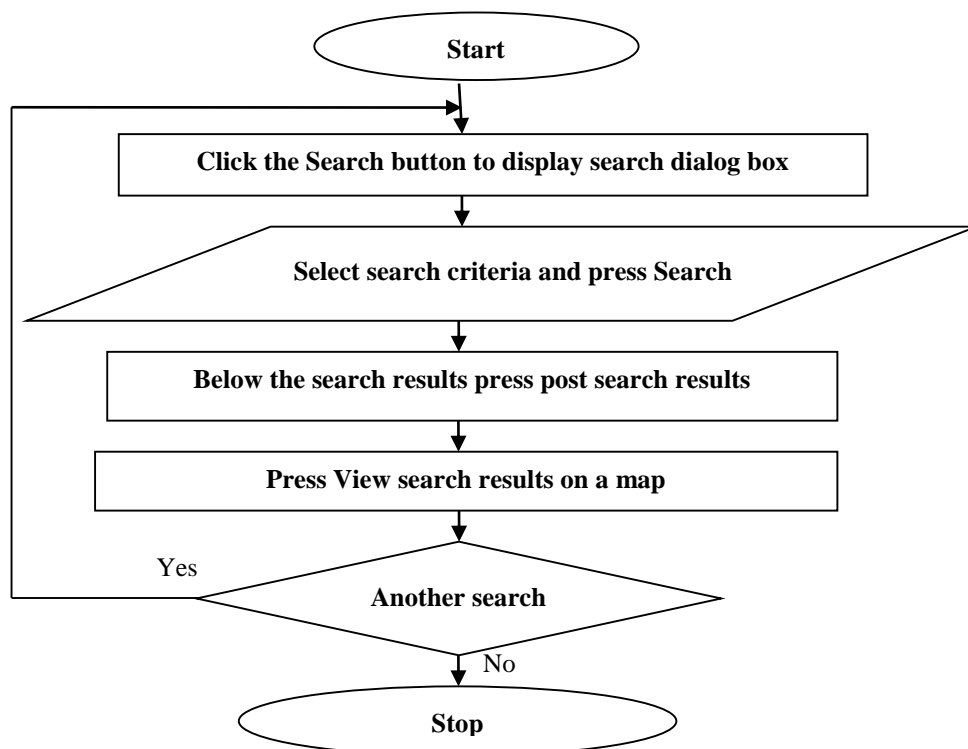 Start
Click the Search button to display search dialog box
Select search criteria and press Search
Below the search results press post search results
Press View search results on a map
Yes
Another search
No
Stop